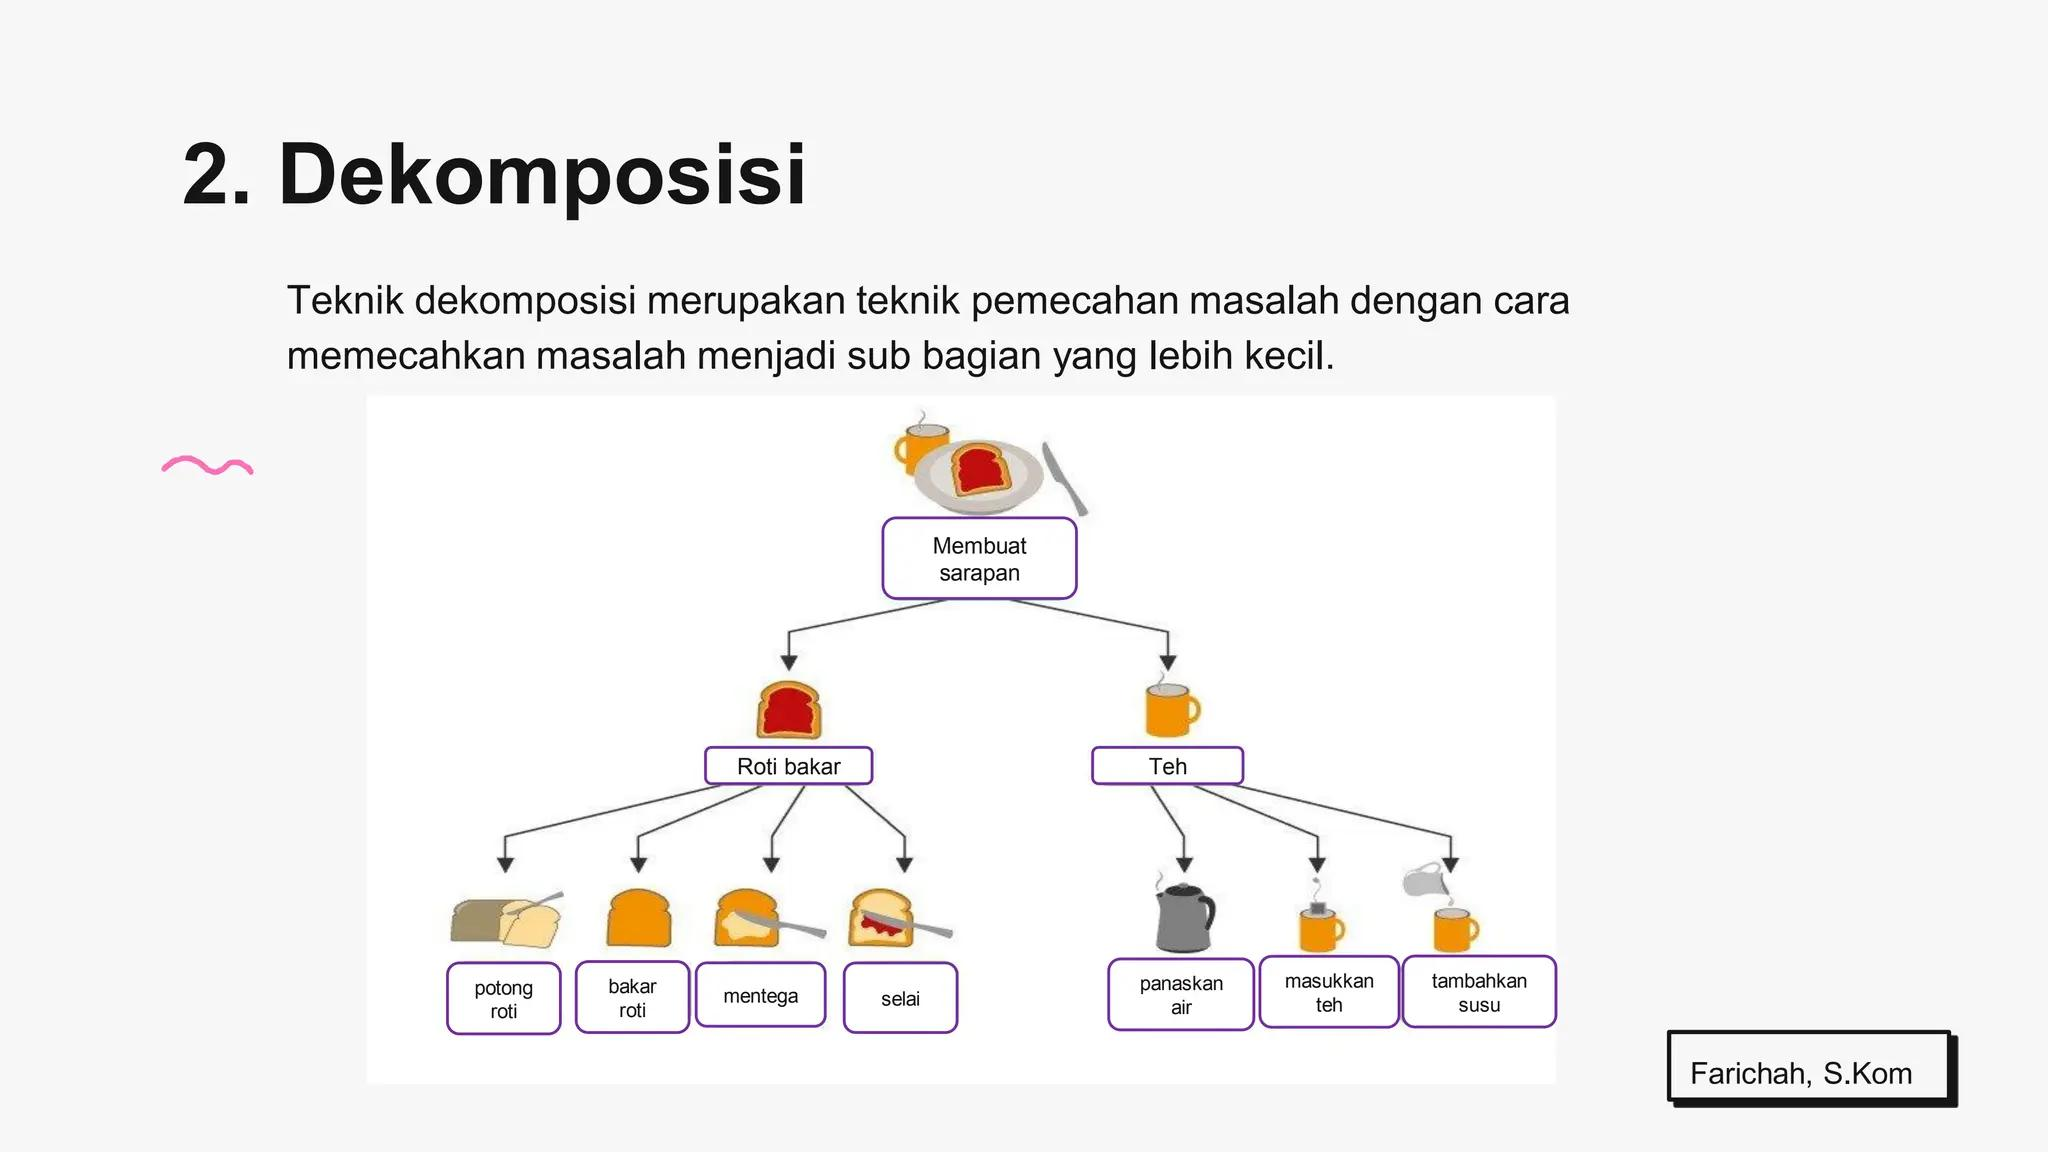 2. Dekomposisi
Teknik dekomposisi merupakan teknik pemecahan masalah dengan cara
memecahkan masalah menjadi sub bagian yang lebih kecil.
Membuat
sarapan
Roti bakar
Teh
potong
roti
bakar
roti
mentega
selai
panaskan
air
masukkan
teh
tambahkan
susu
Farichah, S.Kom